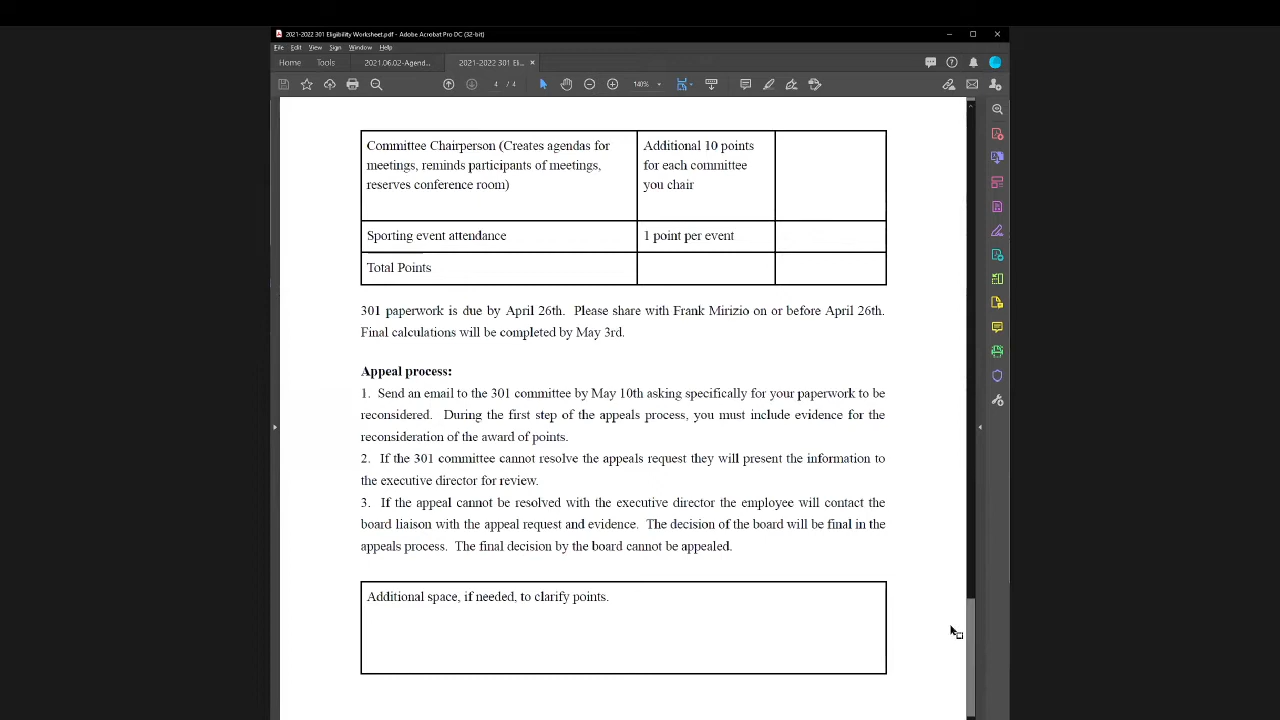 2021-2022 301 Eligibility Worksheet.pdf - Adobe Acrobat Pro DC (32-bit)
File Edit View Sign Window Help
Home Tools 2021.06.02-Agend... 2021-2022 301 Eli... ×
4 / 4 140%
Committee Chairperson (Creates agendas for
meetings, reminds participants of meetings,
reserves conference room)
Additional 10 points
for each committee
you chair
Sporting event attendance
1 point per event
Total Points
301 paperwork is due by April 26th. Please share with Frank Mirizio on or before April 26th.
Final calculations will be completed by May 3rd.
Appeal process:
1. Send an email to the 301 committee by May 10th asking specifically for your paperwork to be
reconsidered. During the first step of the appeals process, you must include evidence for the
reconsideration of the award of points.
2. If the 301 committee cannot resolve the appeals request they will present the information to
the executive director for review.
3. If the appeal cannot be resolved with the executive director the employee will contact the
board liaison with the appeal request and evidence. The decision of the board will be final in the
appeals process. The final decision by the board cannot be appealed.
Additional space, if needed, to clarify points.